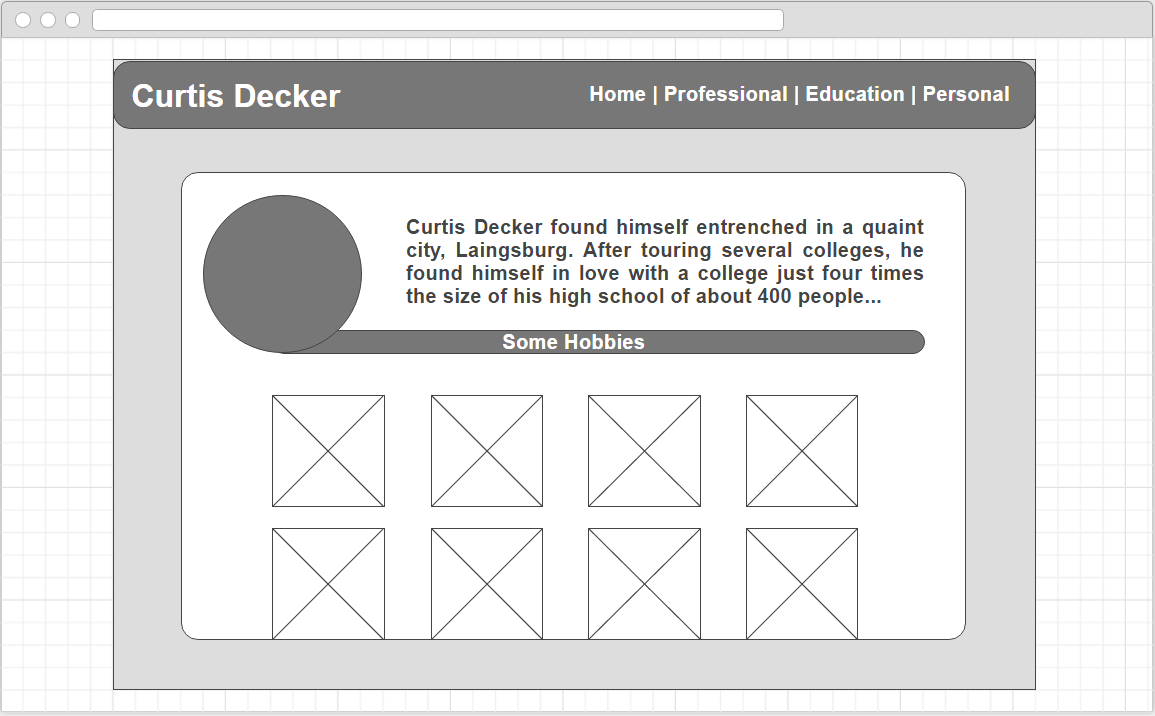 Curtis Decker
Home | Professional | Education | Personal
Curtis Decker found himself entrenched in a quaint
city, Laingsburg. After touring several colleges, he
found himself in love with a college just four times
the size of his high school of about 400 people...
Some Hobbies